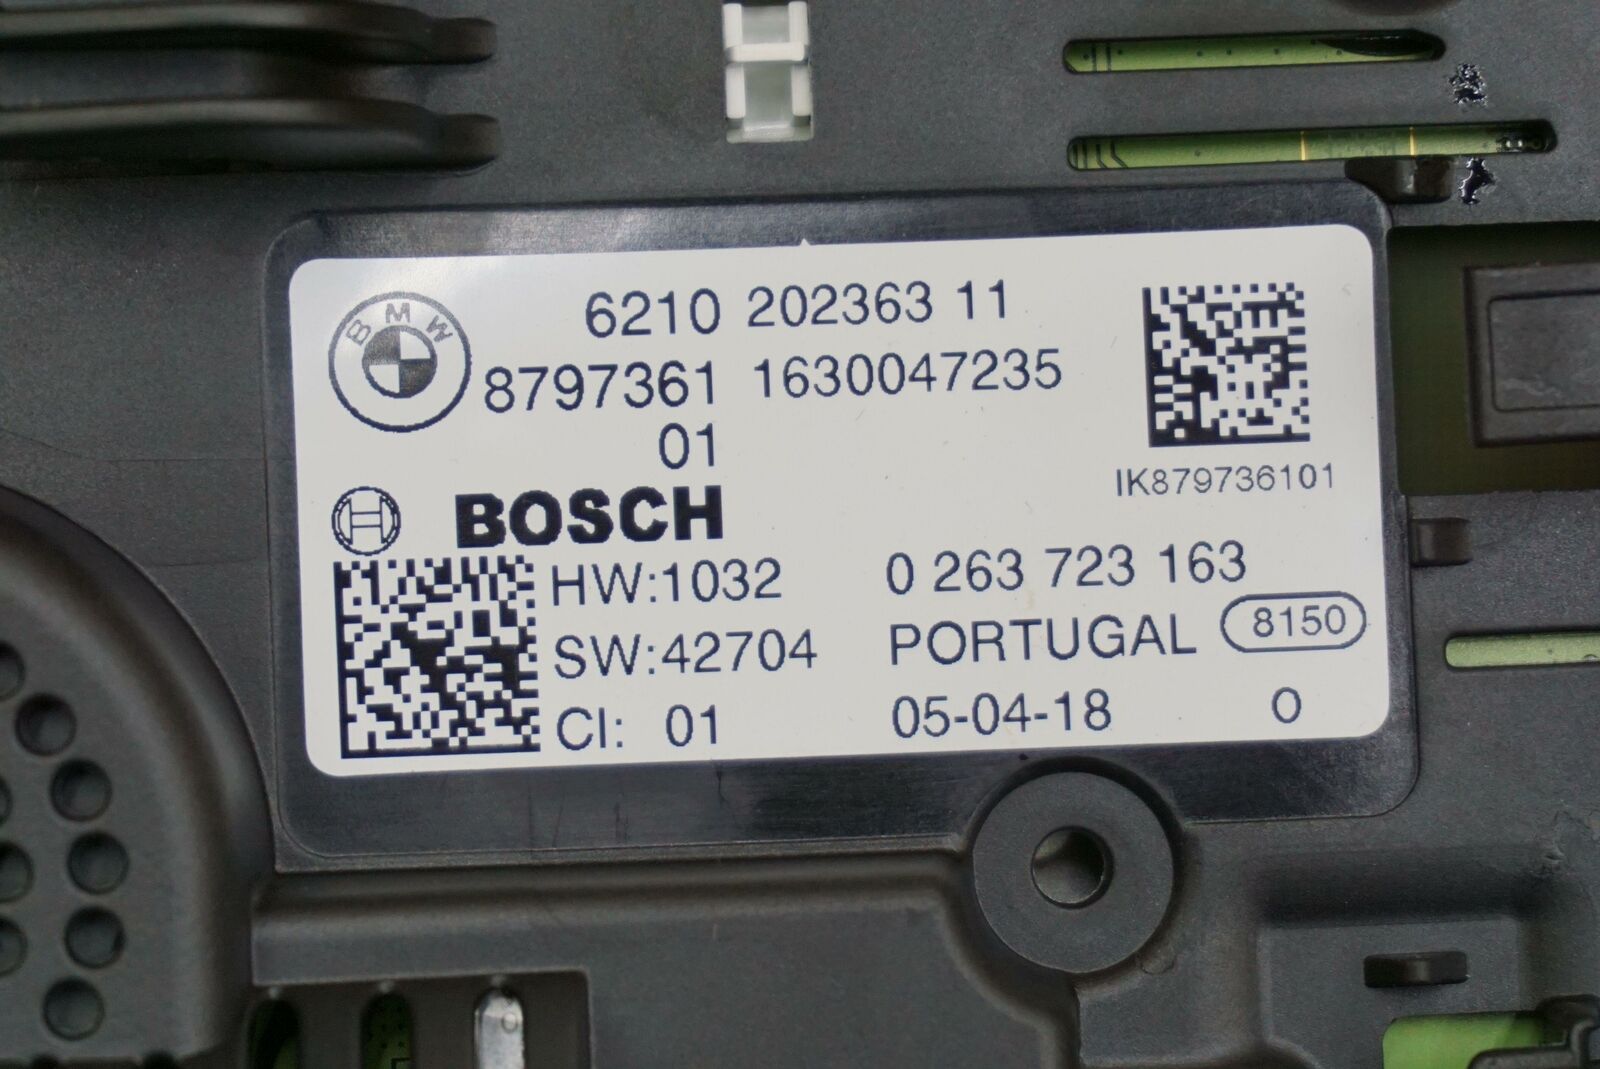 BMW
6210 202363 11
8797361 1630047235
01
IK879736101
BOSCH
HW:1032 0 263 723 163
SW:42704 PORTUGAL 8150
CI: 01 05-04-18 O